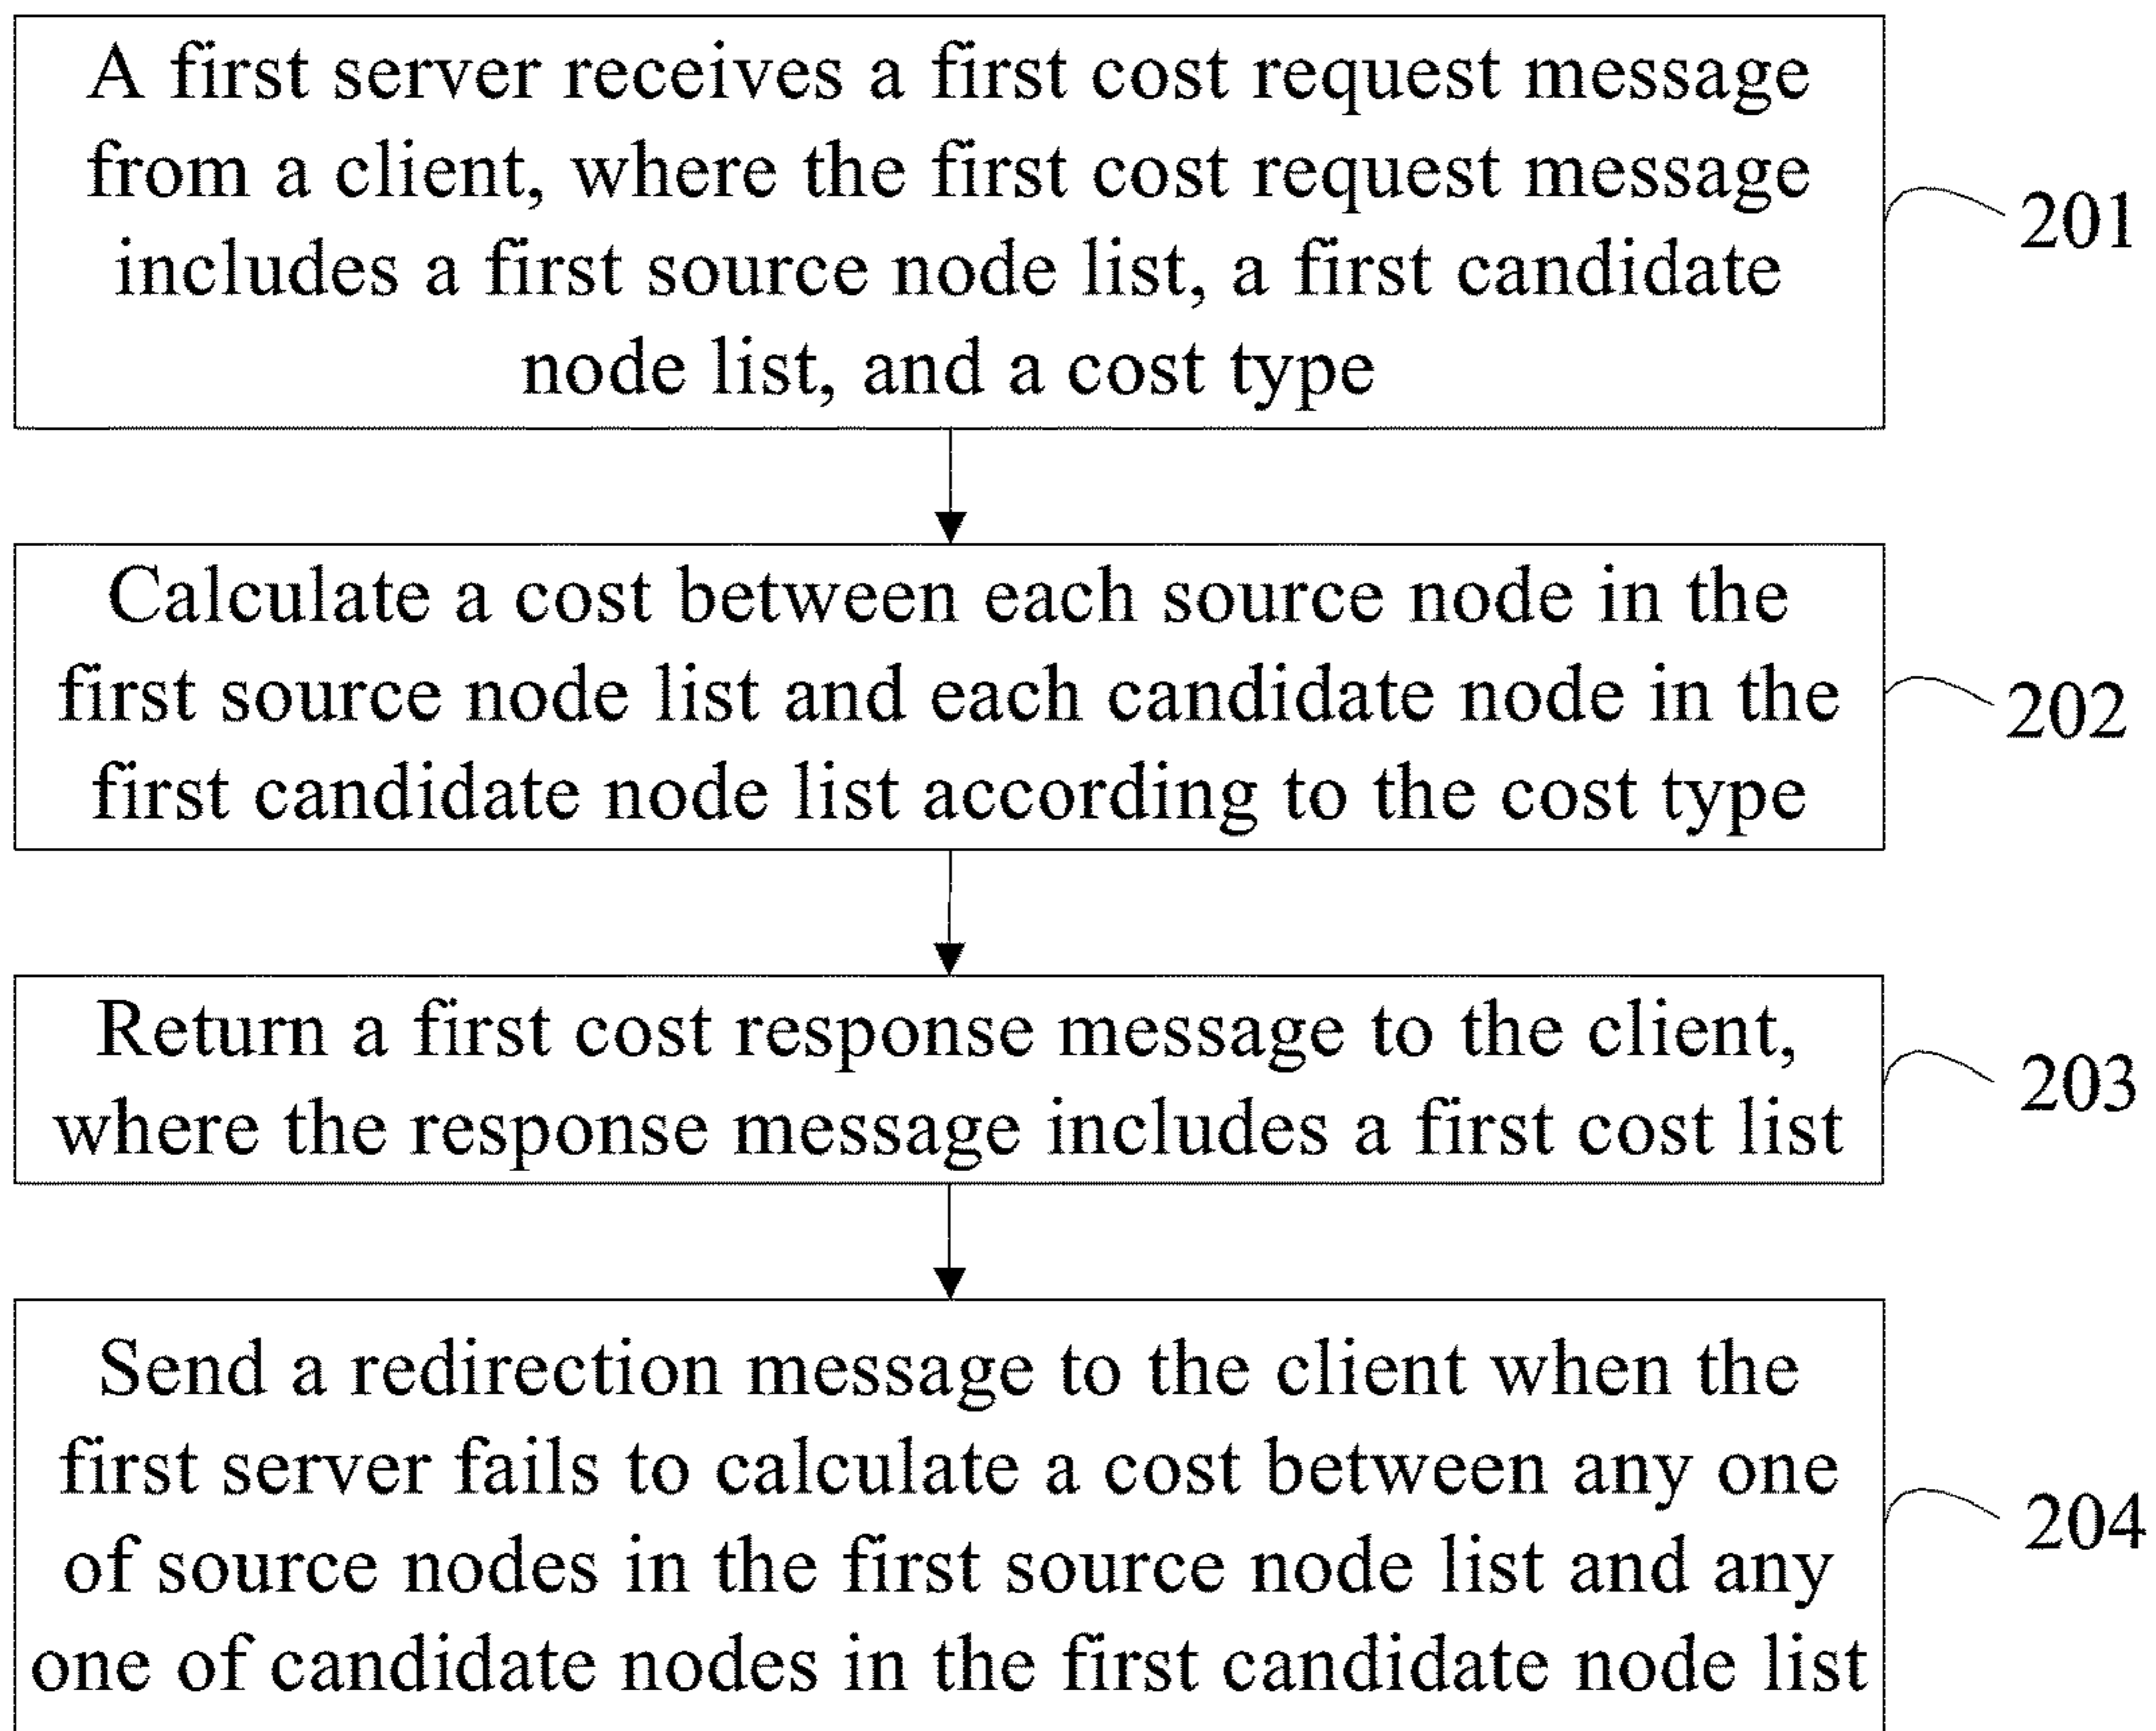 A first server receives a first cost request message
from a client, where the first cost request message
includes a first source node list, a first candidate
node list, and a cost type
201
Calculate a cost between each source node in the
first source node list and each candidate node in the
first candidate node list according to the cost type
202
Return a first cost response message to the client,
where the response message includes a first cost list
203
Send a redirection message to the client when the
first server fails to calculate a cost between any one
of source nodes in the first source node list and any
one of candidate nodes in the first candidate node list
204